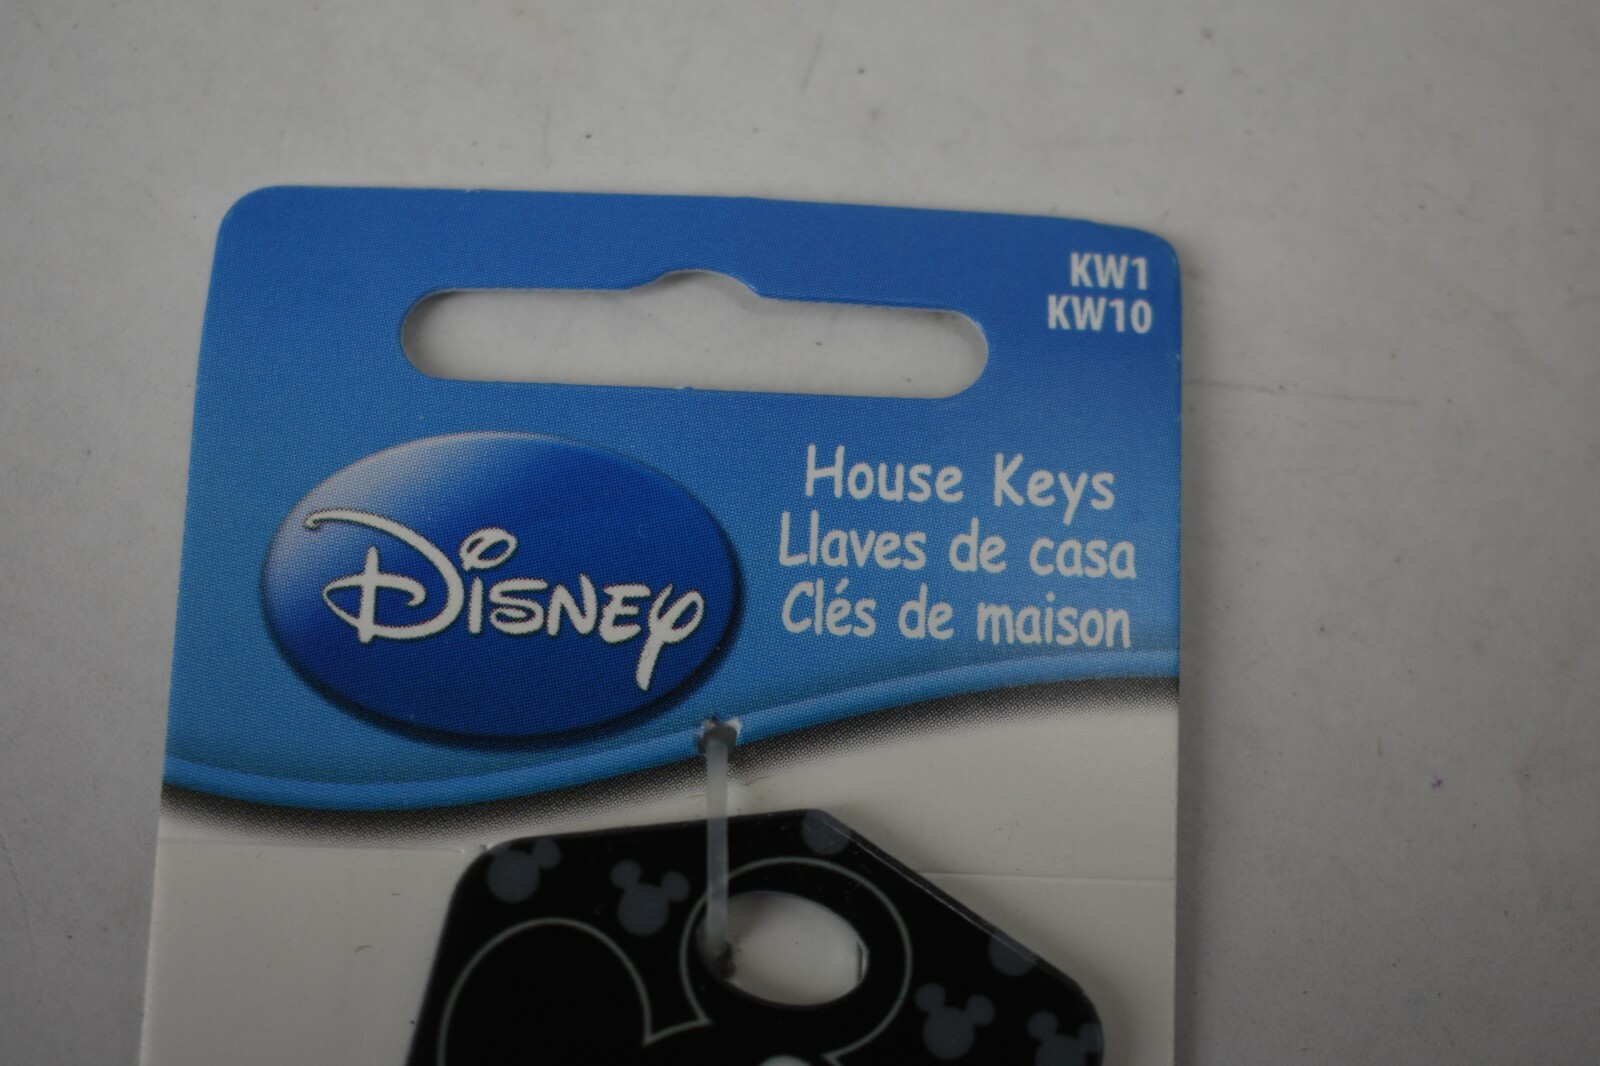 KW1
KW10
House Keys
Llaves de casa
Clés de maison
Disney